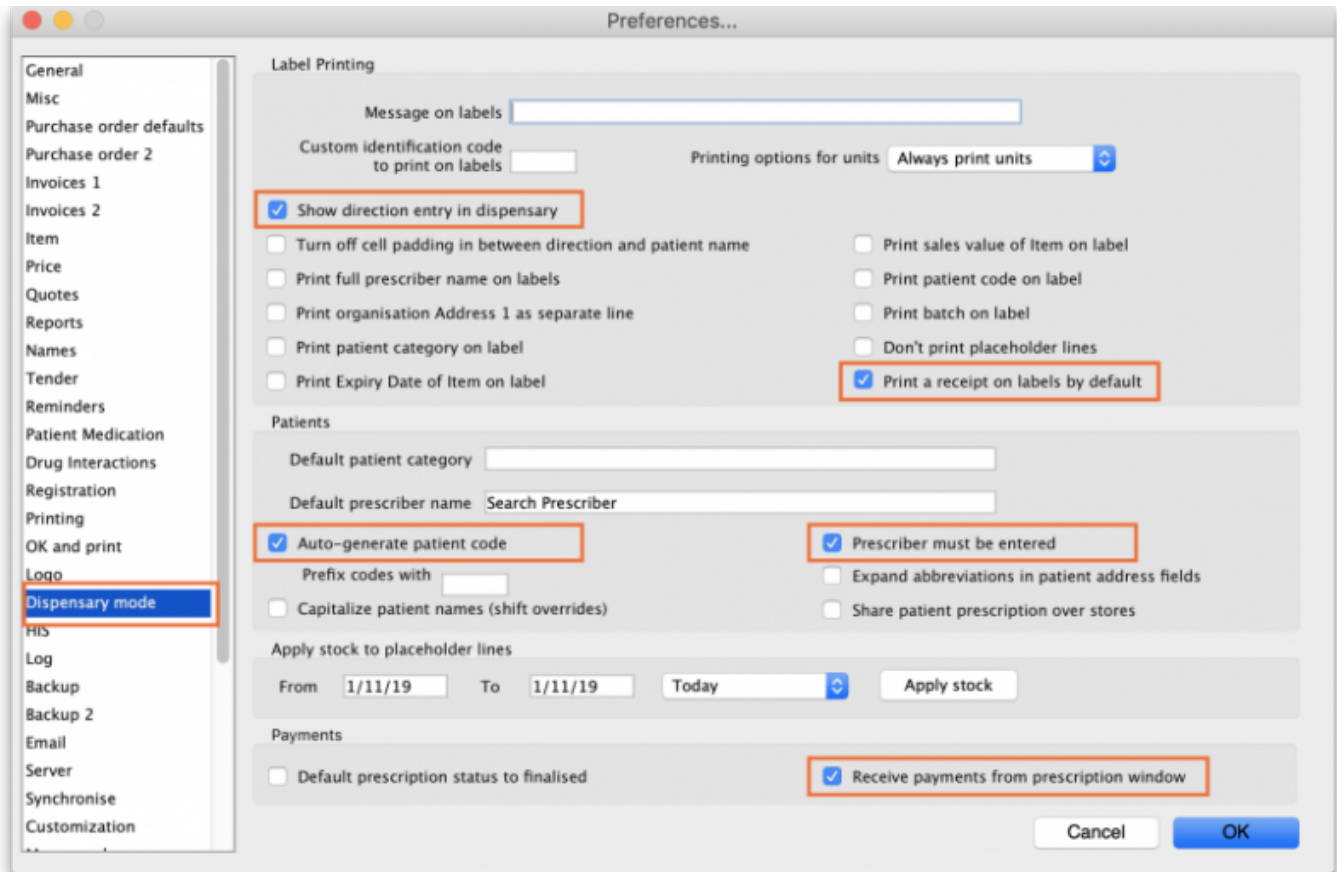 Preferences...
General
Misc
Purchase order defaults
Purchase order 2
Invoices 1
Invoices 2
Item
Price
Quotes
Reports
Names
Tender
Reminders
Patient Medication
Drug Interactions
Registration
Printing
OK and print
Logo
Dispensary mode
HIS
Log
Backup
Backup 2
Email
Server
Synchronise
Customization
Label Printing
Message on labels
Custom identification code
to print on labels
Printing options for units Always print units
Show direction entry in dispensary
Turn off cell padding in between direction and patient name
Print sales value of Item on label
Print full prescriber name on labels
Print patient code on label
Print organisation Address 1 as separate line
Print batch on label
Print patient category on label
Don't print placeholder lines
Print Expiry Date of Item on label
Print a receipt on labels by default
Patients
Default patient category
Default prescriber name Search Prescriber
Auto-generate patient code
Prescriber must be entered
Prefix codes with
Expand abbreviations in patient address fields
Capitalize patient names (shift overrides)
Share patient prescription over stores
Apply stock to placeholder lines
From 1/11/19 To 1/11/19 Today Apply stock
Payments
Default prescription status to finalised
Receive payments from prescription window
Cancel OK